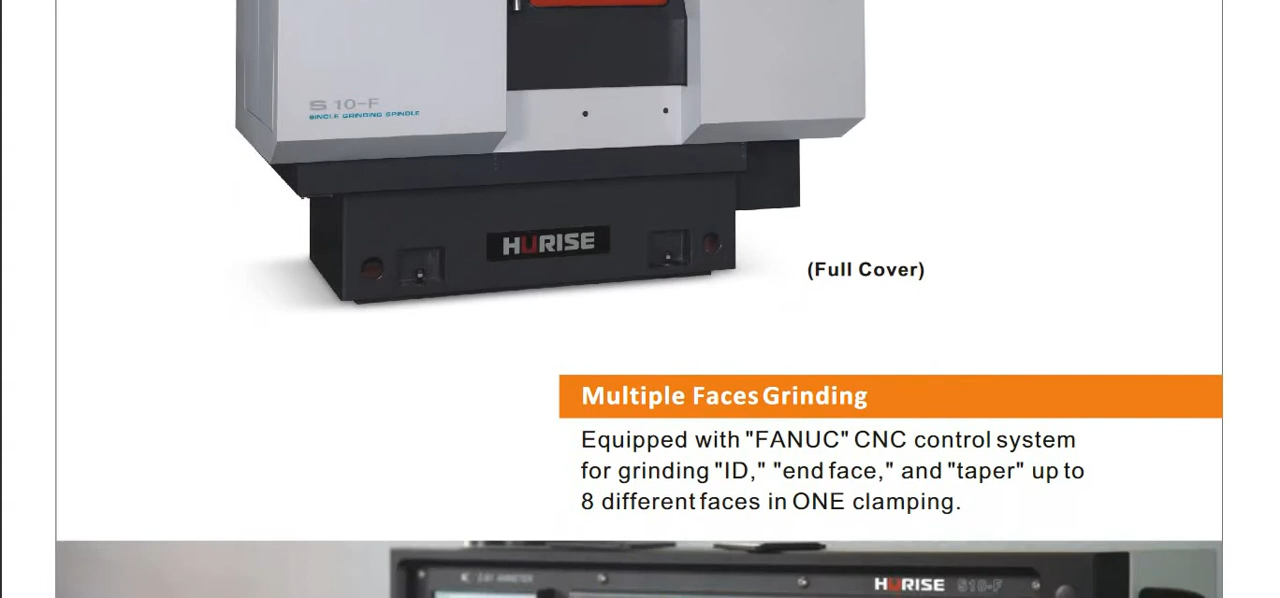 S 10-F
SINGLE GRINDING SPINDLE
HURISE
(Full Cover)
Multiple Faces Grinding
Equipped with "FANUC" CNC control system
for grinding "ID," "end face," and "taper" up to
8 different faces in ONE clamping.
HURISE S10-F